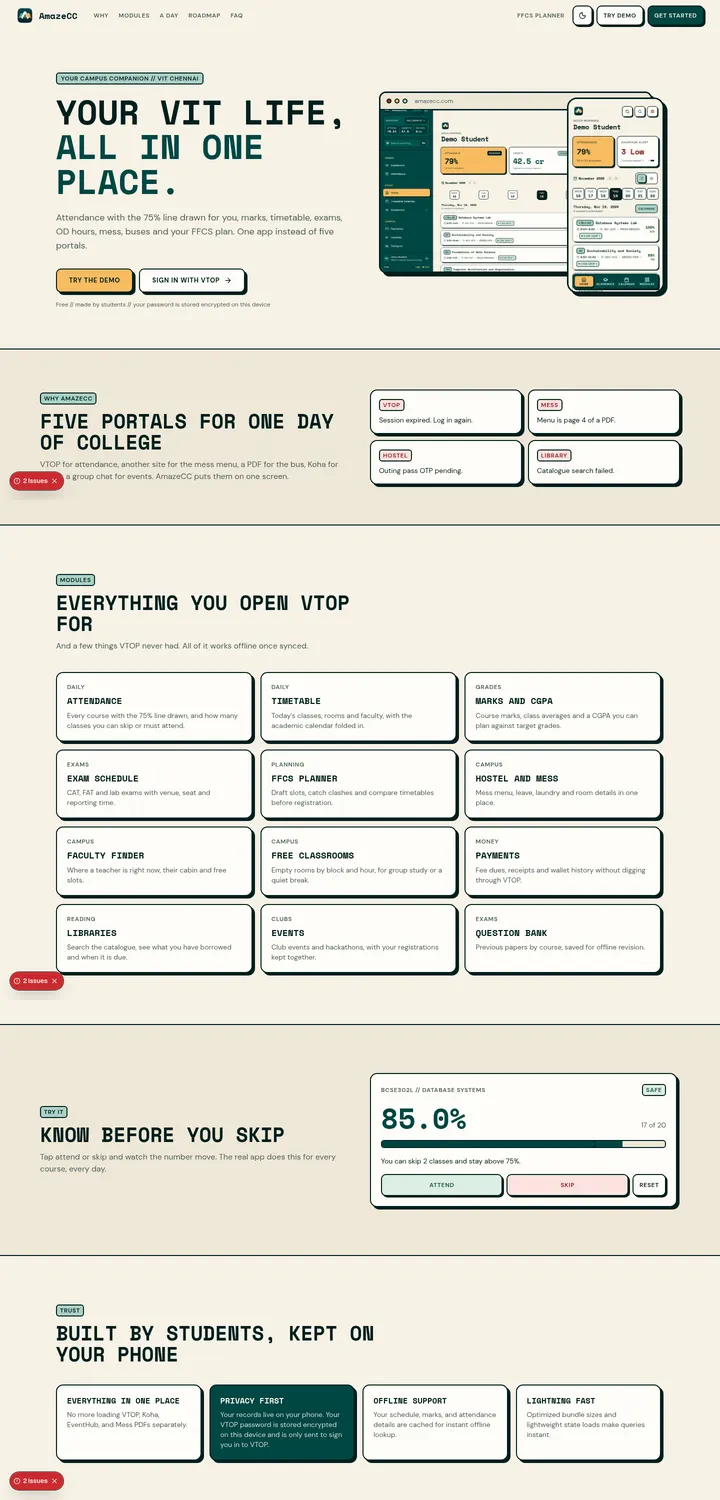 AmazeCC
WHY MODULES A DAY ROADMAP FAQ
FFCS PLANNER TRY DEMO GET STARTED
YOUR CAMPUS COMPANION // VIT CHENNAI
YOUR VIT LIFE,
ALL IN ONE
PLACE.
Attendance with the 75% line drawn for you, marks, timetable, exams,
OD hours, mess, buses and your FFCS plan. One app instead of five
portals.
TRY THE DEMO SIGN IN WITH VTOP →
Free // made by students // your password is stored encrypted on this device
amazecc.com
Demo Student
79%
42.5 cr
November 2026
Database Systems Lab
Sustainability and Society
Demo Student
79%
3 Low
November 2026
Thursday, Nov 19, 2026
Database Systems Lab
Sustainability and Society
WHY AMAZECC
FIVE PORTALS FOR ONE DAY
OF COLLEGE
VTOP for attendance, another site for the mess menu, a PDF for the bus, Koha for
a group chat for events. AmazeCC puts them on one screen.
VTOP
Session expired. Log in again.
MESS
Menu is page 4 of a PDF.
HOSTEL
Outing pass OTP pending.
LIBRARY
Catalogue search failed.
2 Issues ×
MODULES
EVERYTHING YOU OPEN VTOP
FOR
And a few things VTOP never had. All of it works offline once synced.
DAILY
ATTENDANCE
Every course with the 75% line drawn, and how many
classes you can skip or must attend.
DAILY
TIMETABLE
Today's classes, rooms and faculty, with the
academic calendar folded in.
GRADES
MARKS AND CGPA
Course marks, class averages and a CGPA you can
plan against target grades.
EXAMS
EXAM SCHEDULE
CAT, FAT and lab exams with venue, seat and
reporting time.
PLANNING
FFCS PLANNER
Draft slots, catch clashes and compare timetables
before registration.
CAMPUS
HOSTEL AND MESS
Mess menu, leave, laundry and room details in one
place.
CAMPUS
FACULTY FINDER
Where a teacher is right now, their cabin and free
slots.
CAMPUS
FREE CLASSROOMS
Empty rooms by block and hour, for group study or a
quiet break.
MONEY
PAYMENTS
Fee dues, receipts and wallet history without digging
through VTOP.
READING
LIBRARIES
Search the catalogue, see what you have borrowed
and when it is due.
CLUBS
EVENTS
Club events and hackathons, with your registrations
kept together.
EXAMS
QUESTION BANK
Previous papers by course, saved for offline revision.
2 Issues ×
TRY IT
KNOW BEFORE YOU SKIP
Tap attend or skip and watch the number move. The real app does this for every
course, every day.
BCSE302L // DATABASE SYSTEMS SAFE
85.0% 17 of 20
You can skip 2 classes and stay above 75%.
ATTEND SKIP RESET
TRUST
BUILT BY STUDENTS, KEPT ON
YOUR PHONE
EVERYTHING IN ONE PLACE
No more loading VTOP, Koha,
EventHub, and Mess PDFs separately.
PRIVACY FIRST
Your records live on your phone. Your
VTOP password is stored encrypted
on this device and is only sent to sign
you in to VTOP.
OFFLINE SUPPORT
Your schedule, marks, and attendance
details are cached for instant offline
lookup.
LIGHTNING FAST
Optimized bundle sizes and
lightweight state loads make queries
instant.
2 Issues ×